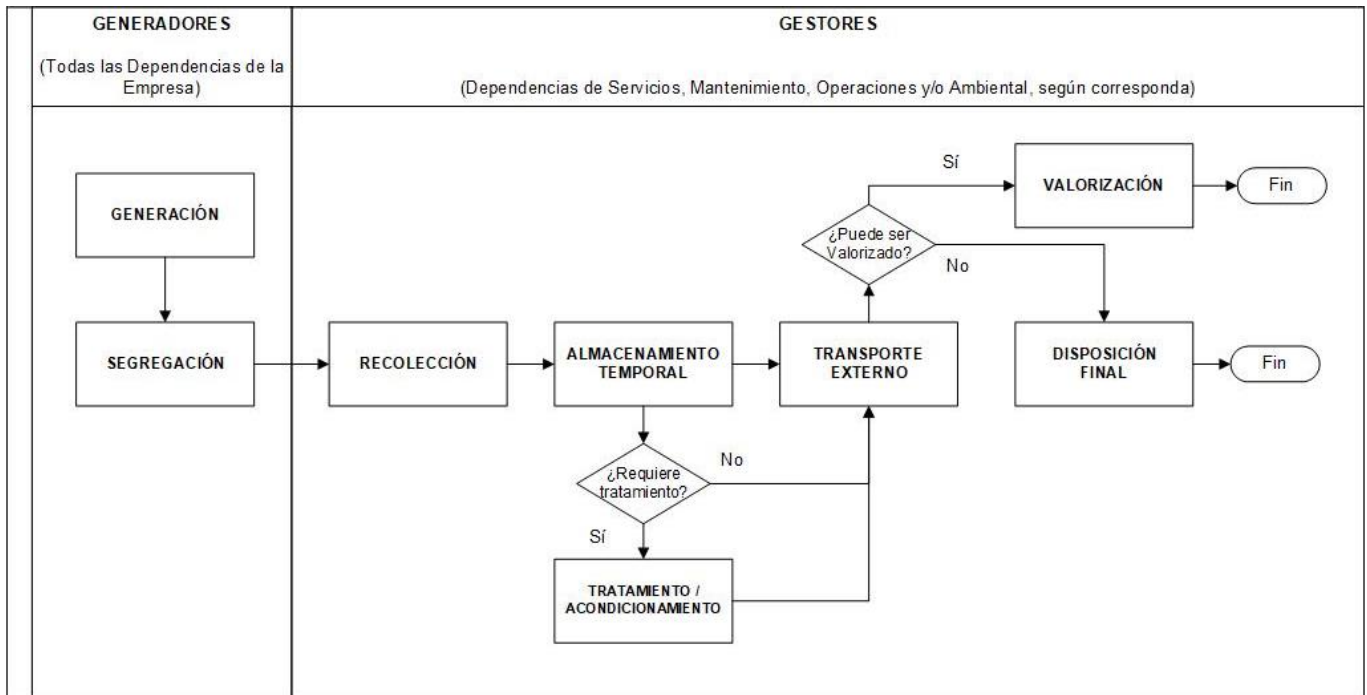 GENERADORES
(Todas las Dependencias de la
Empresa)
GESTORES
(Dependencias de Servicios, Mantenimiento, Operaciones y/o Ambiental, según corresponda)
GENERACIÓN
SEGREGACIÓN
RECOLECCIÓN
ALMACENAMIENTO
TEMPORAL
¿Requiere
tratamiento?
No
Sí
TRATAMIENTO /
ACONDICIONAMIENTO
TRANSPORTE
EXTERNO
¿Puede ser
Valorizado?
Sí
No
VALORIZACIÓN
Fin
DISPOSICIÓN
FINAL
Fin